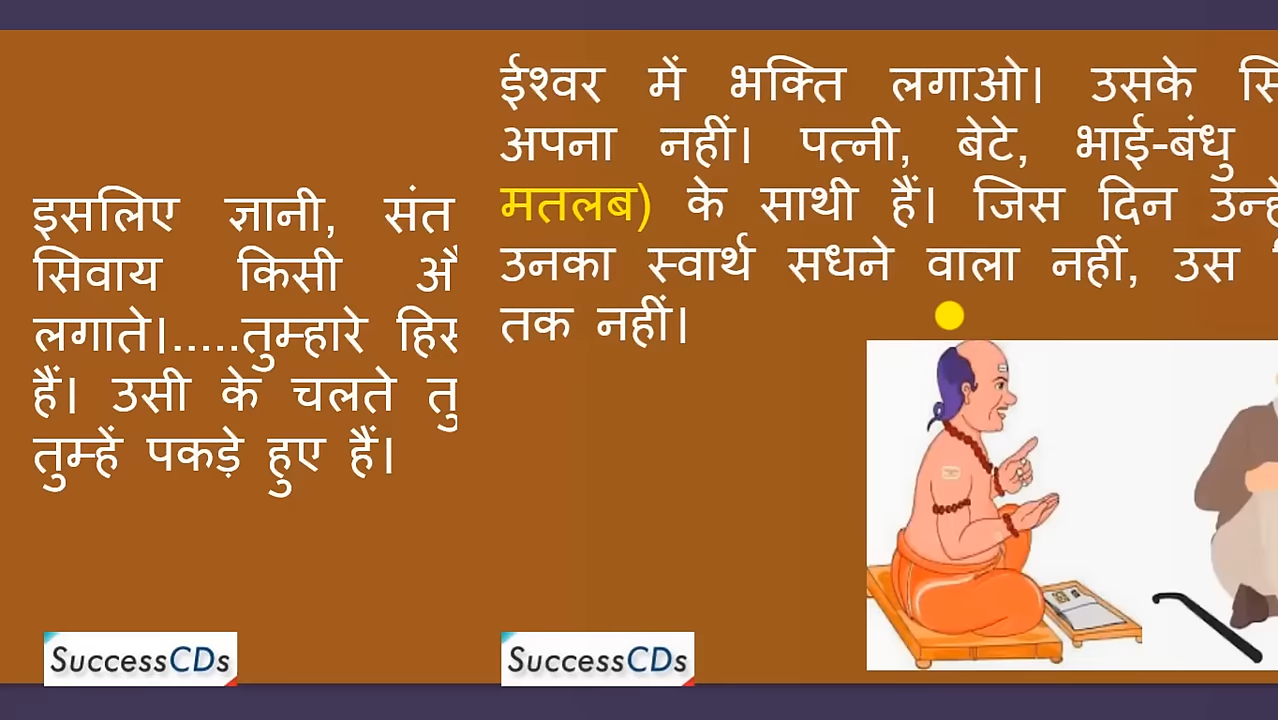 इसलिए ज्ञानी, संत
सिवाय किसी
लगाते।.....तुम्हारे
हैं। उसी के चलते
तुम्हें पकड़े हुए हैं।
ईश्वर में भक्ति लगाओ। उसके
अपना नहीं। पत्नी, बेटे, भाई-बंधु
मतलब) के साथी हैं। जिस दिन
उनका स्वार्थ सधने वाला नहीं, उस
तक नहीं।
SuccessCDs
SuccessCDs